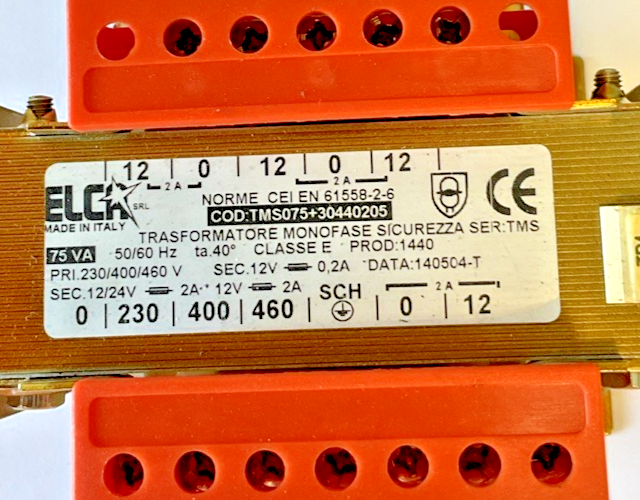 12 | 0 | 12 | 0 | 12
2 A 2 A
ELCA SRL
MADE IN ITALY
NORME CEI EN 61558-2-6
COD:TMS075+30440205
CE
TRASFORMATORE MONOFASE SICUREZZA SER:TMS
75 VA 50/60 Hz ta.40° CLASSE E PROD:1440
PRI.230/400/460 V SEC.12V 0,2A DATA:140504-T
SEC.12/24V 2A·* 12V 2A SCH 2 A
0 | 230 | 400 | 460 | 0 | 12